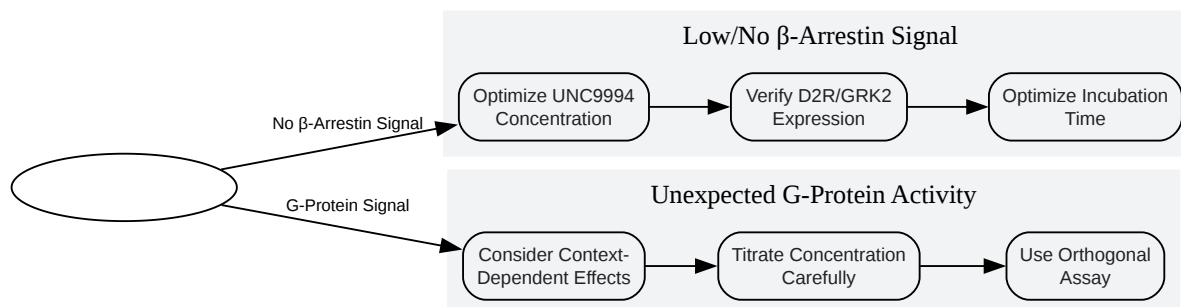 Low/No β-Arrestin Signal
Optimize UNC9994
Concentration
Verify D2R/GRK2
Expression
Optimize Incubation
Time
No β-Arrestin Signal
G-Protein Signal
Unexpected G-Protein Activity
Consider Context-
Dependent Effects
Titrate Concentration
Carefully
Use Orthogonal
Assay